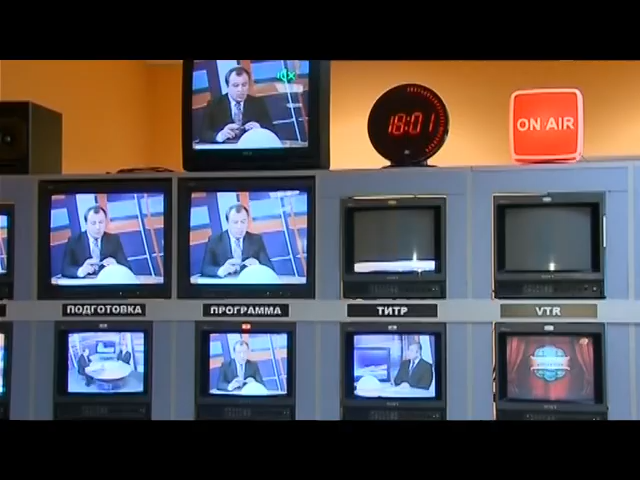 18:01
ON AIR
ПОДГОТОВКА
ПРОГРАММА
ТИТР
VTR